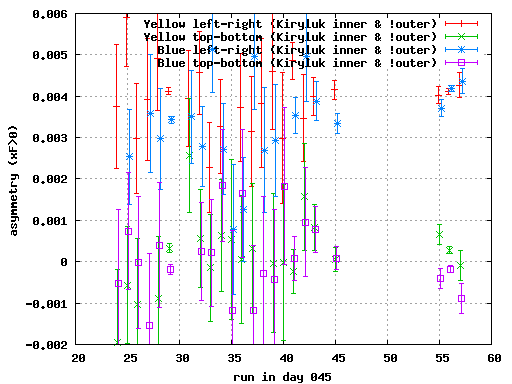 0.006
0.005
0.004
0.003
0.002
0.001
0
-0.001
-0.002
asymmetry (xF>0)
Yellow left-right (Kiryluk inner & !outer)
Yellow top-bottom (Kiryluk inner & !outer)
Blue left-right (Kiryluk inner & !outer)
Blue top-bottom (Kiryluk inner & !outer)
20 25 30 35 40 45 50 55 60
run in day 045